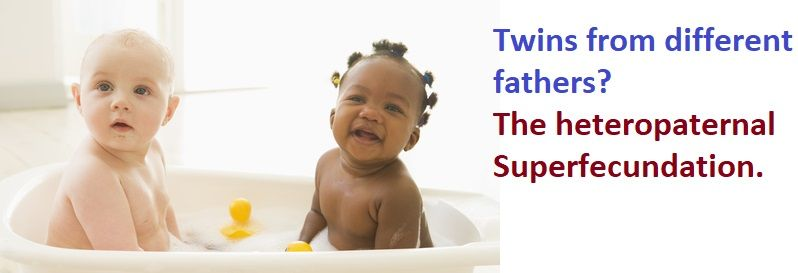 Twins from different
fathers?
The heteropaternal
Superfecundation.